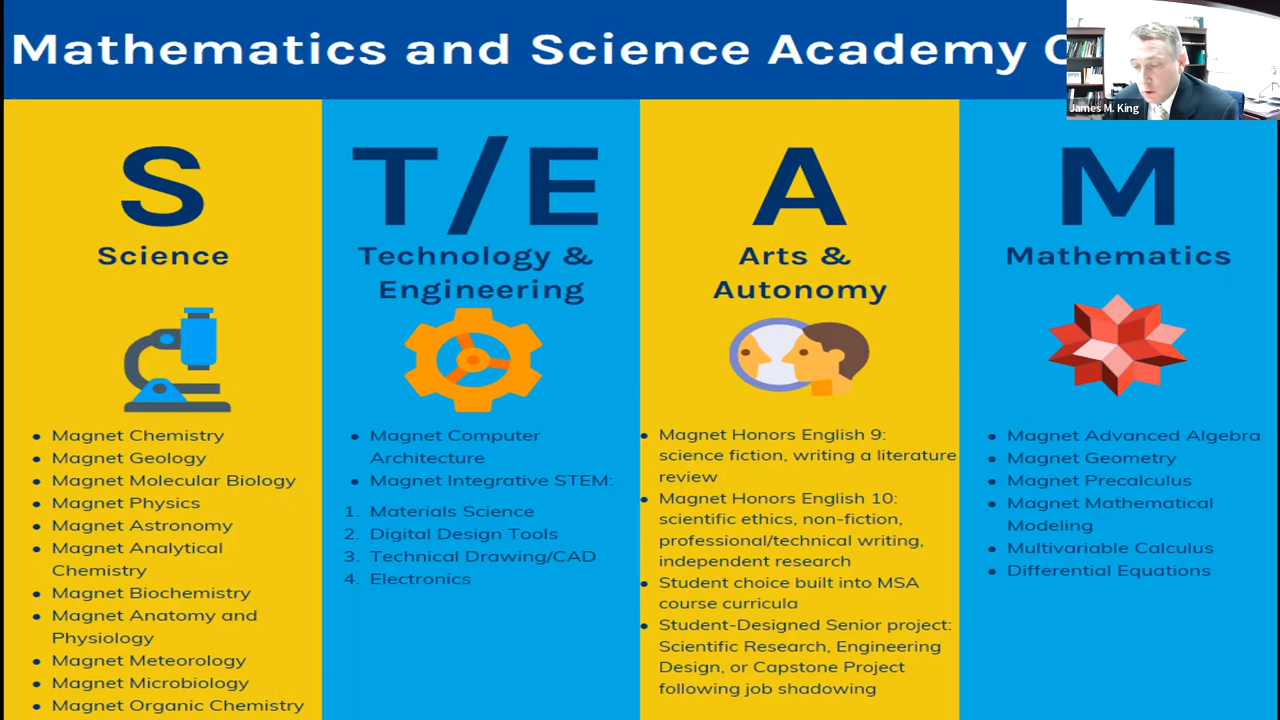 Mathematics and Science Academy
James M. King
S
Science
Magnet Chemistry
Magnet Geology
Magnet Molecular Biology
Magnet Physics
Magnet Astronomy
Magnet Analytical
Chemistry
Magnet Biochemistry
Magnet Anatomy and
Physiology
Magnet Meteorology
Magnet Microbiology
Magnet Organic Chemistry
T/E
Technology &
Engineering
Magnet Computer
Architecture
Magnet Integrative STEM:
1. Materials Science
2. Digital Design Tools
3. Technical Drawing/CAD
4. Electronics
A
Arts &
Autonomy
Magnet Honors English 9:
science fiction, writing a literature
review
Magnet Honors English 10:
scientific ethics, non-fiction,
professional/technical writing,
independent research
Student choice built into MSA
course curricula
Student-Designed Senior project:
Scientific Research, Engineering
Design, or Capstone Project
following job shadowing
M
Mathematics
Magnet Advanced Algebra
Magnet Geometry
Magnet Precalculus
Magnet Mathematical
Modeling
Multivariable Calculus
Differential Equations